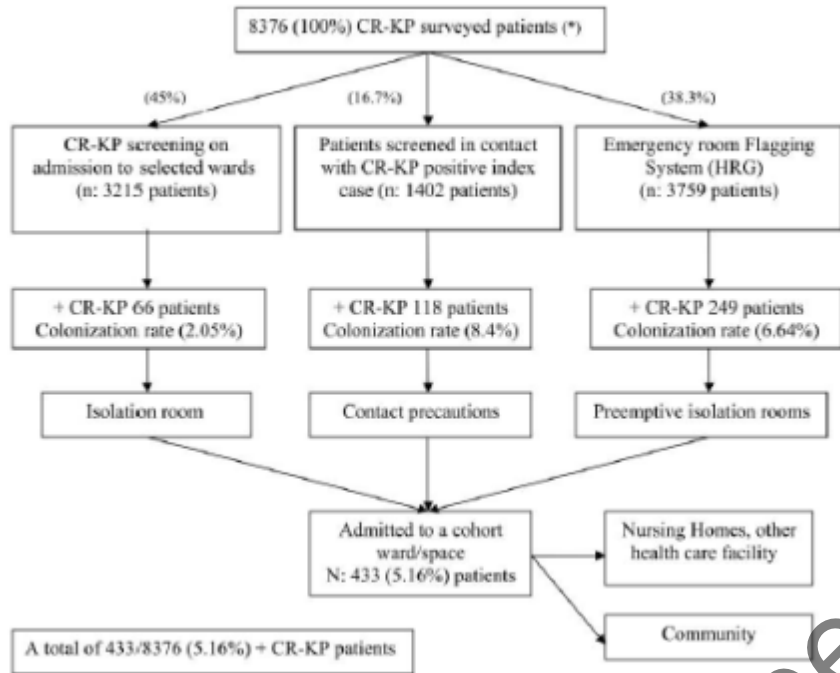 8376 (100%) CR-KP surveyed patients (*)
(45%)
(16.7%)
(38.3%)
CR-KP screening on
admission to selected wards
(n: 3215 patients)
Patients screened in contact
with CR-KP positive index
case (n: 1402 patients)
Emergency room Flagging
System (HRG)
(n: 3759 patients)
+ CR-KP 66 patients
Colonization rate (2.05%)
+ CR-KP 118 patients
Colonization rate (8.4%)
+ CR-KP 249 patients
Colonization rate (6.64%)
Isolation room
Contact precautions
Preemptive isolation rooms
Admitted to a cohort
ward/space
N: 433 (5.16%) patients
Nursing Homes, other
health care facility
Community
A total of 433/8376 (5.16%) + CR-KP patients